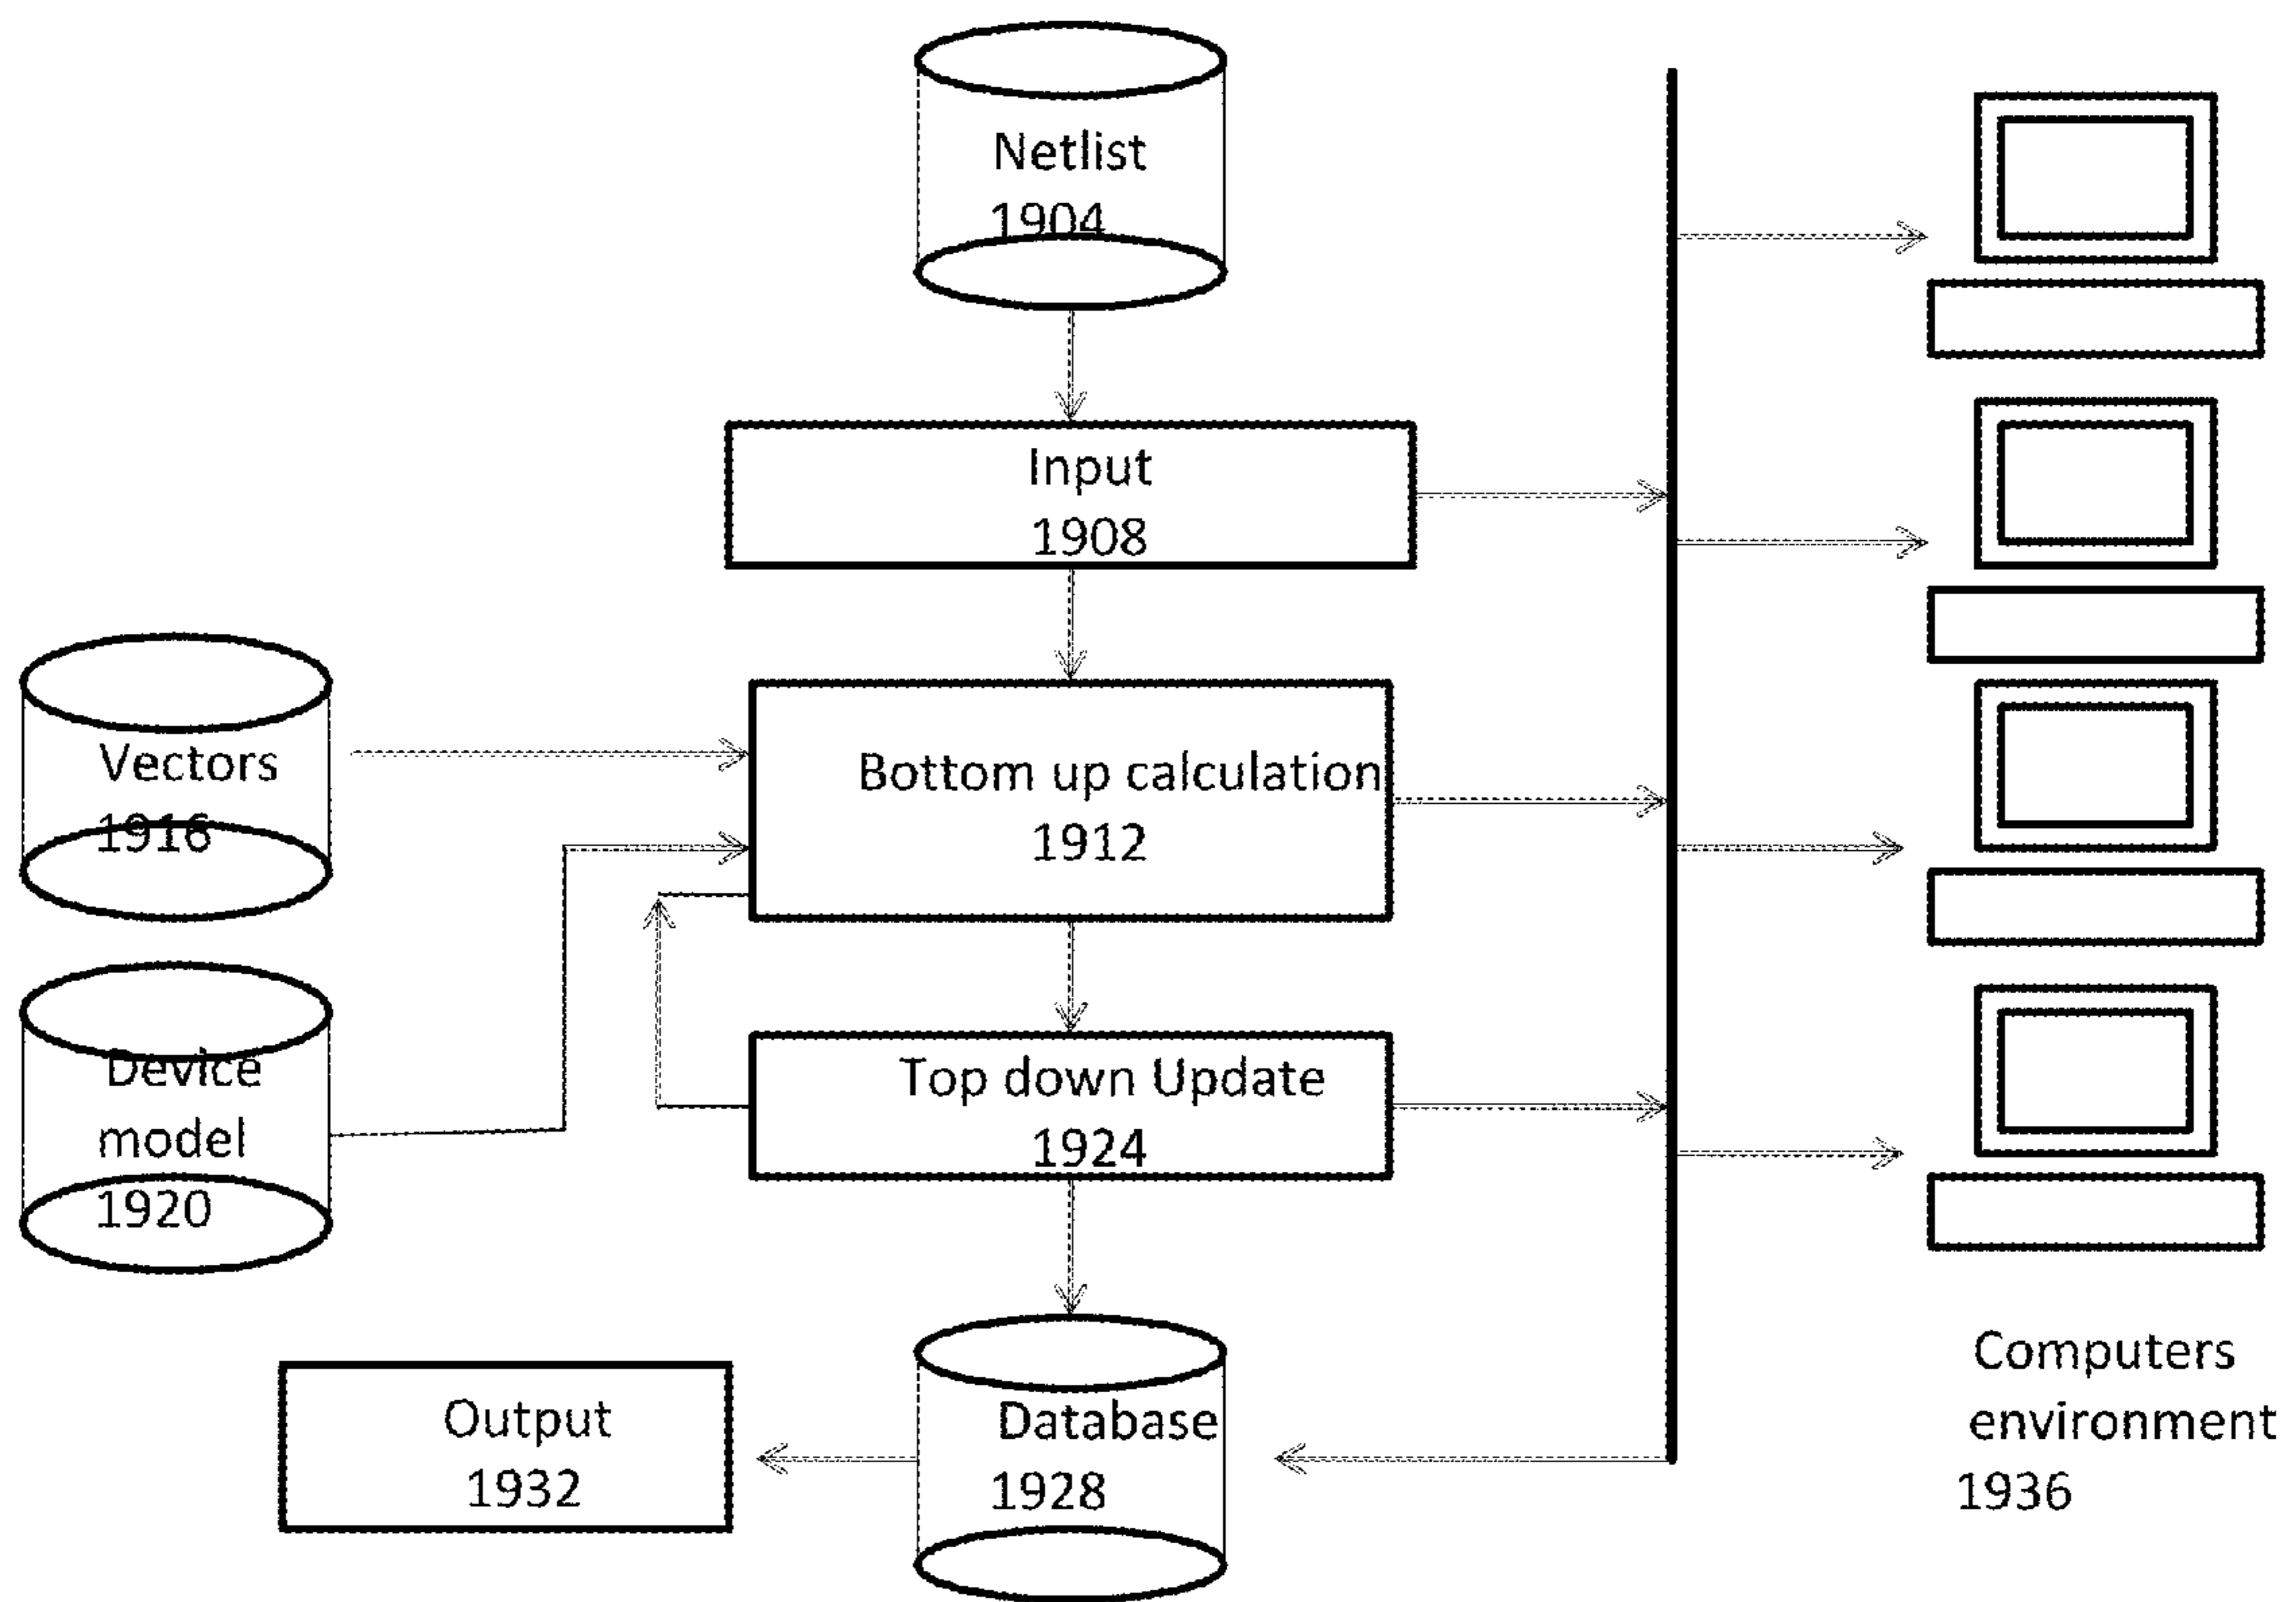 Netlist
1904
Input
1908
Vectors
1916
Bottom up calculation
1912
Device
model
1920
Top down Update
1924
Output
1932
Database
1928
Computers
environment
1936